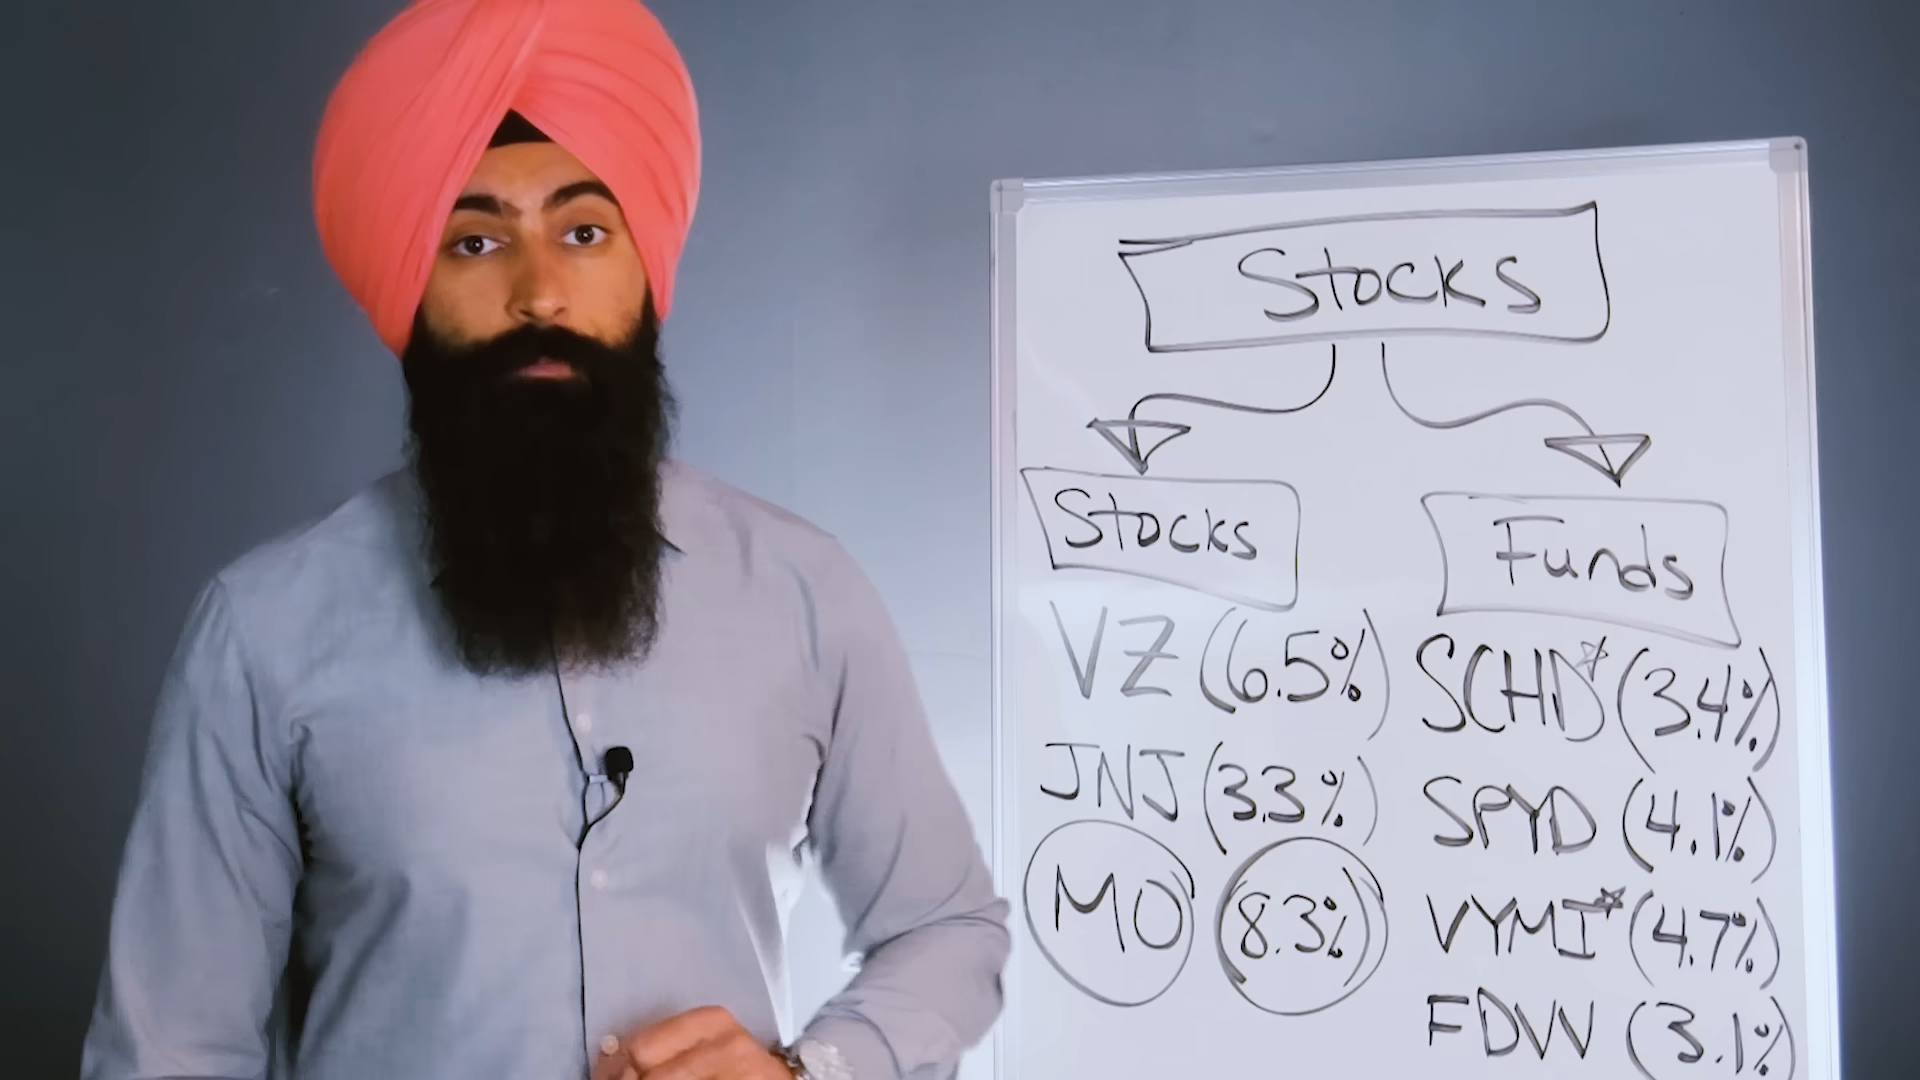 Stocks
Stocks
VZ (6.5%)
JNJ (3.3%)
MO (8.3%)
Funds
SCHD* (3.4%)
SPYD (4.1%)
VYMI* (4.7%)
FDVV (3.1%)